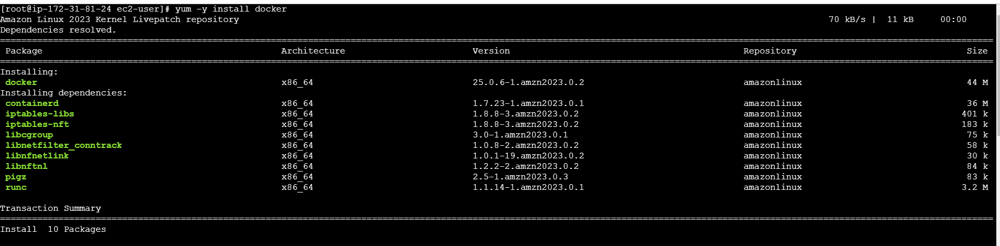 [root@ip-172-31-81-24 ec2-user]# yum -y install docker
Amazon Linux 2023 Kernel Livepatch repository 70 kB/s | 11 kB 00:00
Dependencies resolved.
Package Architecture Version Repository Size
Installing:
docker x86_64 25.0.6-1.amzn2023.0.2 amazonlinux 44 M
Installing dependencies:
containerd x86_64 1.7.23-1.amzn2023.0.1 amazonlinux 36 M
iptables-libs x86_64 1.8.8-3.amzn2023.0.2 amazonlinux 401 k
iptables-nft x86_64 1.8.8-3.amzn2023.0.2 amazonlinux 183 k
libcgroup x86_64 3.0-1.amzn2023.0.1 amazonlinux 75 k
libnetfilter_conntrack x86_64 1.0.8-2.amzn2023.0.2 amazonlinux 58 k
libnfnetlink x86_64 1.0.1-19.amzn2023.0.2 amazonlinux 30 k
libnftnl x86_64 1.2.2-2.amzn2023.0.2 amazonlinux 84 k
pigz x86_64 2.5-1.amzn2023.0.3 amazonlinux 83 k
runc x86_64 1.1.14-1.amzn2023.0.1 amazonlinux 3.2 M
Transaction Summary
Install 10 Packages